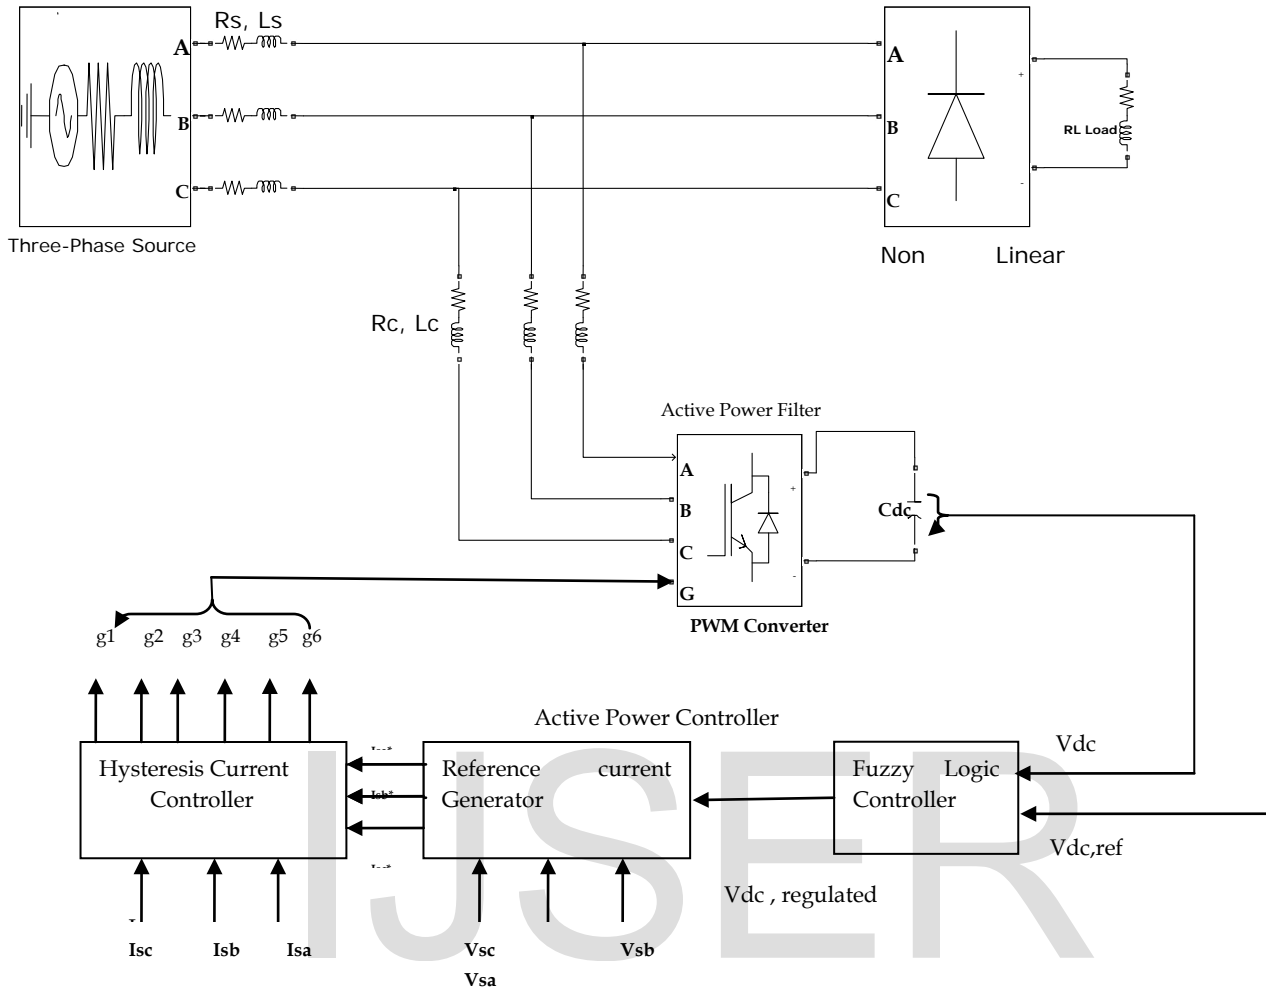 Rs, Ls
A
B
C
Three-Phase Source
A
B
C
+
-
RL Load
Non Linear
Rc, Lc
Active Power Filter
A
B
C
G
+
-
Cdc
PWM Converter
g1 g2 g3 g4 g5 g6
Active Power Controller
Hysteresis Current
Controller
Isb*
Reference current
Generator
Fuzzy Logic
Controller
Vdc
Vdc,ref
Vdc , regulated
Isc Isb Isa
Vsc Vsb
Vsa
IJSER